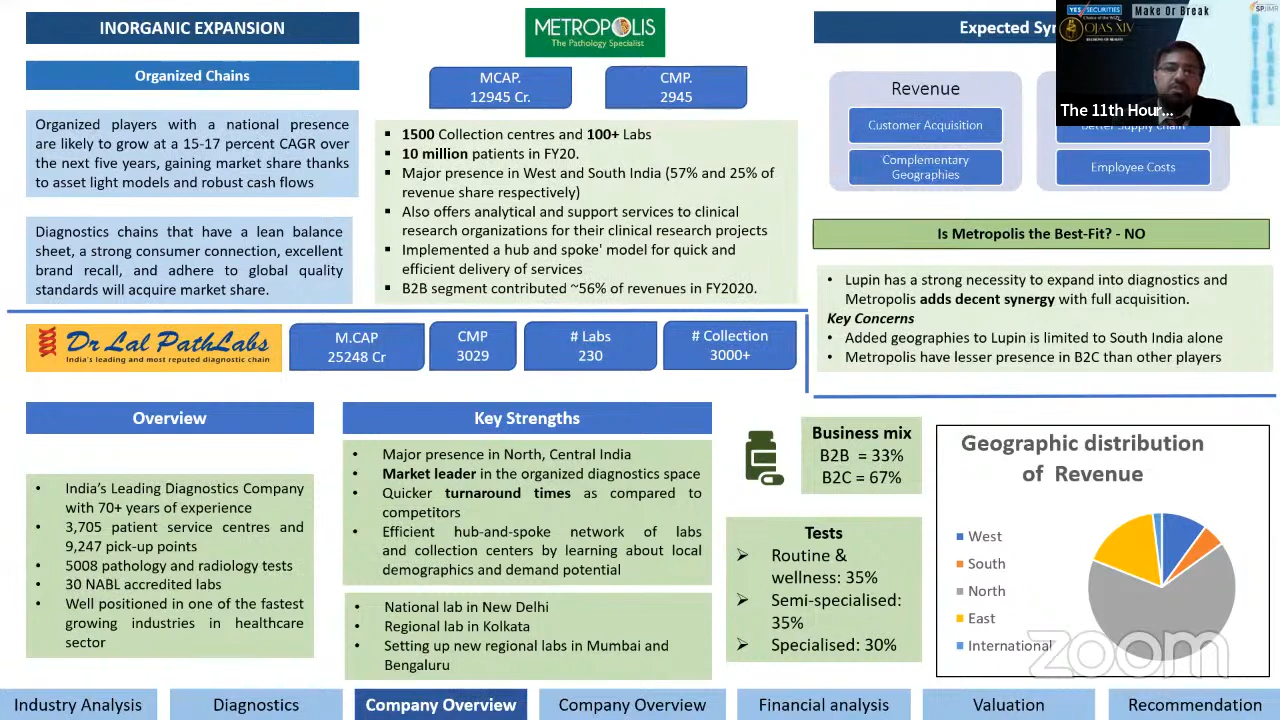 INORGANIC EXPANSION
Organized Chains
Organized players with a national presence
are likely to grow at a 15-17 percent CAGR over
the next five years, gaining market share thanks
to asset light models and robust cash flows
Diagnostics chains that have a lean balance
sheet, a strong consumer connection, excellent
brand recall, and adhere to global quality
standards will acquire market share.
METROPOLIS
The Pathology Specialist
MCAP.
12945 Cr.
CMP.
2945
▪ 1500 Collection centres and 100+ Labs
▪ 10 million patients in FY20.
▪ Major presence in West and South India (57% and 25% of
revenue share respectively)
▪ Also offers analytical and support services to clinical
research organizations for their clinical research projects
▪ Implemented a hub and spoke' model for quick and
efficient delivery of services
▪ B2B segment contributed ~56% of revenues in FY2020.
Expected Syn
Revenue
Customer Acquisition
Complementary
Geographies
Better Supply Chain
Employee Costs
YES SECURITIES
Make Or Break
SPJIMR
OJAS XIV
The 11th Hour...
Is Metropolis the Best-Fit? - NO
• Lupin has a strong necessity to expand into diagnostics and
Metropolis adds decent synergy with full acquisition.
Key Concerns
• Added geographies to Lupin is limited to South India alone
• Metropolis have lesser presence in B2C than other players
Dr Lal PathLabs
India's leading and most reputed diagnostic chain
M.CAP
25248 Cr
CMP
3029
# Labs
230
# Collection
3000+
Overview
• India's Leading Diagnostics Company
with 70+ years of experience
• 3,705 patient service centres and
9,247 pick-up points
• 5008 pathology and radiology tests
• 30 NABL accredited labs
• Well positioned in one of the fastest
growing industries in healthcare
sector
Key Strengths
• Major presence in North, Central India
• Market leader in the organized diagnostics space
• Quicker turnaround times as compared to
competitors
• Efficient hub-and-spoke network of labs
and collection centers by learning about local
demographics and demand potential
• National lab in New Delhi
• Regional lab in Kolkata
• Setting up new regional labs in Mumbai and
Bengaluru
Business mix
B2B = 33%
B2C = 67%
Tests
➢ Routine &
wellness: 35%
➢ Semi-specialised:
35%
➢ Specialised: 30%
Geographic distribution
of Revenue
West
South
North
East
International
zoom
Industry Analysis
Diagnostics
Company Overview
Company Overview
Financial analysis
Valuation
Recommendation